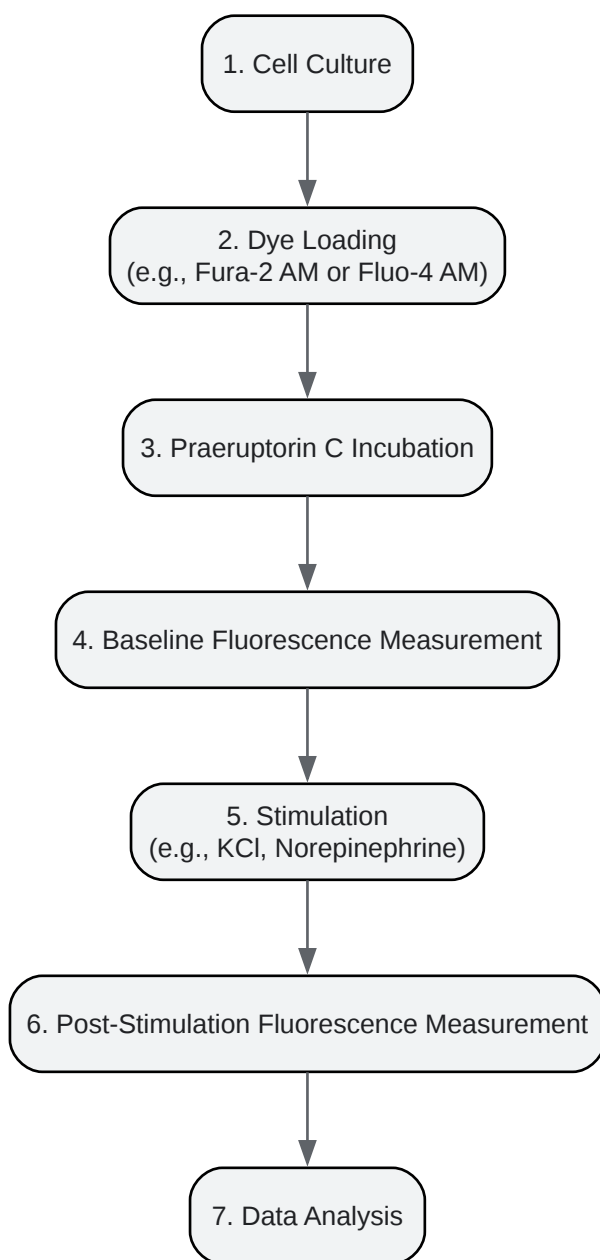 1. Cell Culture
2. Dye Loading
(e.g., Fura-2 AM or Fluo-4 AM)
3. Praeruptorin C Incubation
4. Baseline Fluorescence Measurement
5. Stimulation
(e.g., KCl, Norepinephrine)
6. Post-Stimulation Fluorescence Measurement
7. Data Analysis